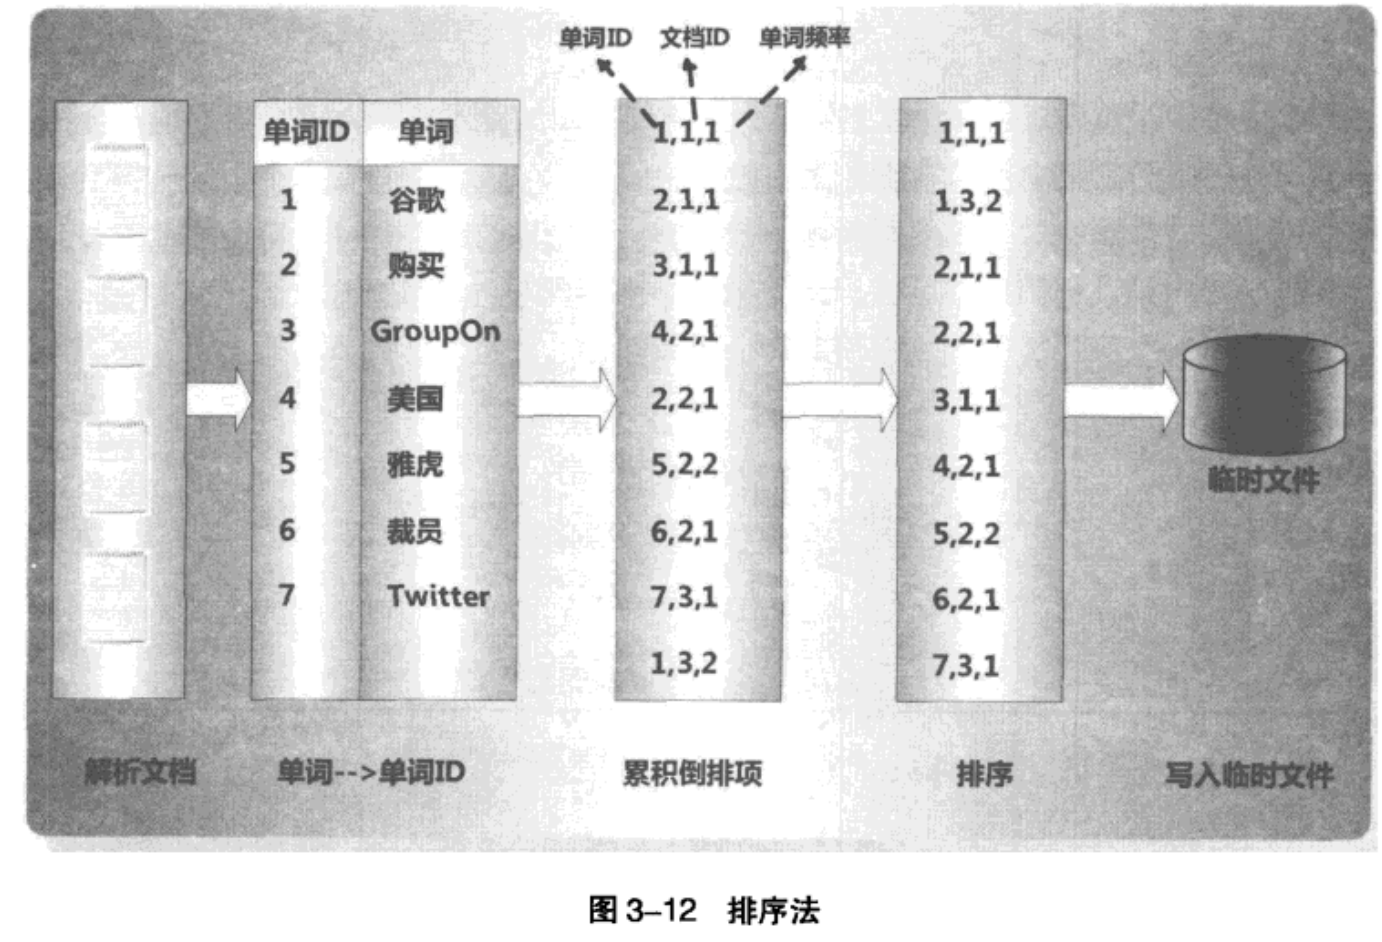 单词ID 文档ID 单词频率
单词ID 单词 1,1,1 1,1,1
1 谷歌 2,1,1 1,3,2
2 购买 3,1,1 2,1,1
3 GroupOn 4,2,1 2,2,1
4 美国 2,2,1 3,1,1
5 雅虎 5,2,2 4,2,1
临时文件
6 裁员 6,2,1 5,2,2
7 Twitter 7,3,1 6,2,1
1,3,2 7,3,1
解析文档 单词-->单词ID 累积倒排项 排序 写入临时文件
图 3-12 排序法